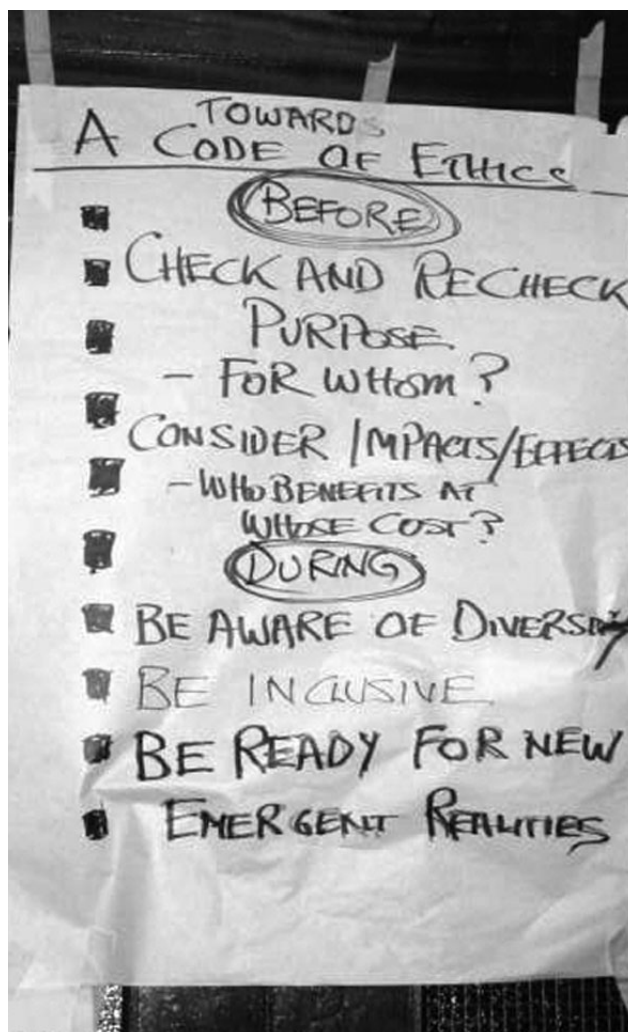 TOWARDS
A CODE OF ETHICS
BEFORE
CHECK AND RECHECK
PURPOSE
- FOR WHOM?
CONSIDER IMPACTS/EFFECTS
- WHO BENEFITS AT
WHOSE COST?
DURING
BE AWARE OF DIVERSITY
BE INCLUSIVE
BE READY FOR NEW
EMERGENT REALITIES